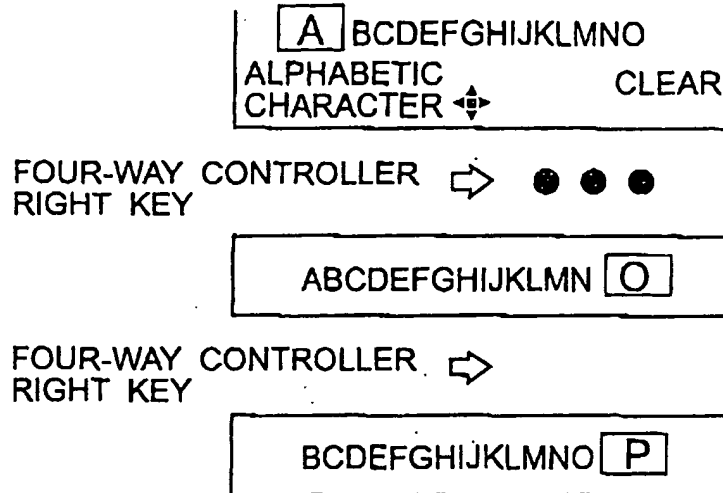 A BCDEFGHIJKLMNO
ALPHABETIC
CHARACTER
CLEAR
FOUR-WAY CONTROLLER
RIGHT KEY
ABCDEFGHIJKLMN O
FOUR-WAY CONTROLLER
RIGHT KEY
BCDEFGHIJKLMNO P